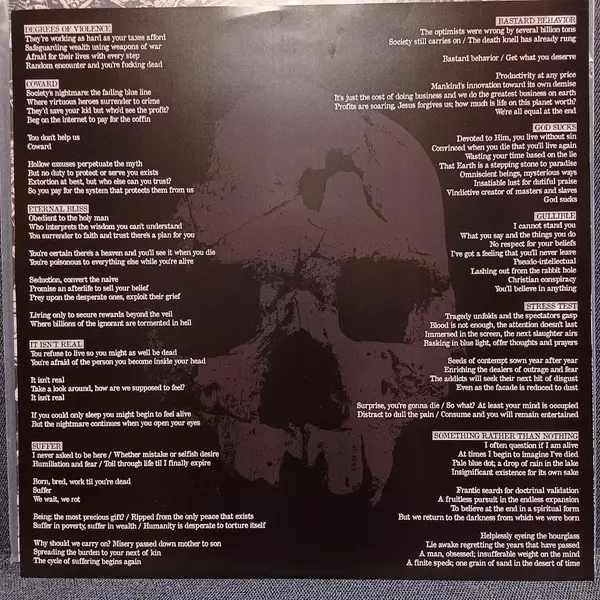 DEGREES OF VIOLENCE
They're working as hard as your taxes afford
Safeguarding wealth using weapons of war
Afraid for their lives with every step
Random encounter and you're fucking dead
COWARD
Society's nightmare: the fading blue line
Where virtuous heroes surrender to crime
They'd save your kid but who'd see the profit?
Beg on the internet to pay for the coffin
You don't help us
Coward
Hollow excuses perpetuate the myth
But no duty to protect or serve you exists
Extortion at best, but who else can you trust?
So you pay for the system that protects them from us
ETERNAL BLISS
Obedient to the holy man
Who interprets the wisdom you can't understand
You surrender to faith and trust there's a plan for you
You're certain there's a heaven and you'll see it when you die
You're poisonous to everything else while you're alive
Seduction, convert the naive
Promise an afterlife to sell your belief
Prey upon the desperate ones, exploit their grief
Living only to secure rewards beyond the veil
Where billions of the ignorant are tormented in hell
IT ISN'T REAL
You refuse to live so you might as well be dead
You're afraid of the person you become inside your head
It isn't real
Take a look around, how are we supposed to feel?
It isn't real
If you could only sleep you might begin to feel alive
But the nightmare continues when you open your eyes
SUFFER
I never asked to be here / Whether mistake or selfish desire
Humiliation and fear / Toil through life til I finally expire
Born, bred, work til you're dead
Suffer
We wait, we rot
Being: the most precious gift? / Ripped from the only peace that exists
Suffer in poverty, suffer in wealth / Humanity is desperate to torture itself
Why should we carry on? Misery passed down mother to son
Spreading the burden to your next of kin
The cycle of suffering begins again
BASTARD BEHAVIOR
The optimists were wrong by several billion tons
Society still carries on / The death knell has already rung
Bastard behavior / Get what you deserve
Productivity at any price
Mankind's innovation toward its own demise
It's just the cost of doing business and we do the greatest business on earth
Profits are soaring, Jesus forgives us; how much is life on this planet worth?
We're all equal at the end
GOD SUCKS
Devoted to Him, you live without sin
Convinced when you die that you'll live again
Wasting your time based on the lie
That Earth is a stepping stone to paradise
Omniscient beings, mysterious ways
Insatiable lust for dutiful praise
Vindictive creator of masters and slaves
God sucks
GULLIBLE
I cannot stand you
What you say and the things you do
No respect for your beliefs
I've got a feeling that you'll never leave
Pseudo-intellectual
Lashing out from the rabbit hole
Christian conspiracy
You'll believe in anything
STRESS TEST
Tragedy unfolds and the spectators gasp
Blood is not enough, the attention doesn't last
Immersed in the screen, the next slaughter airs
Basking in blue light, offer thoughts and prayers
Seeds of contempt sown year after year
Enriching the dealers of outrage and fear
The addicts will seek their next hit of disgust
Even as the facade is reduced to dust
Surprise, you're gonna die / So what? At least your mind is occupied
Distract to dull the pain / Consume and you will remain entertained
SOMETHING RATHER THAN NOTHING
I often question if I am alive
At times I begin to imagine I've died
Pale blue dot; a drop of rain in the lake
Insignificant existence for its own sake
Frantic search for doctrinal validation
A fruitless pursuit in the endless expansion
To believe at the end in a spiritual form
But we return to the darkness from which we were born
Helplessly eyeing the hourglass
Lie awake regretting the years that have passed
A man, obsessed; insufferable weight on the mind
A finite speck; one grain of sand in the desert of time